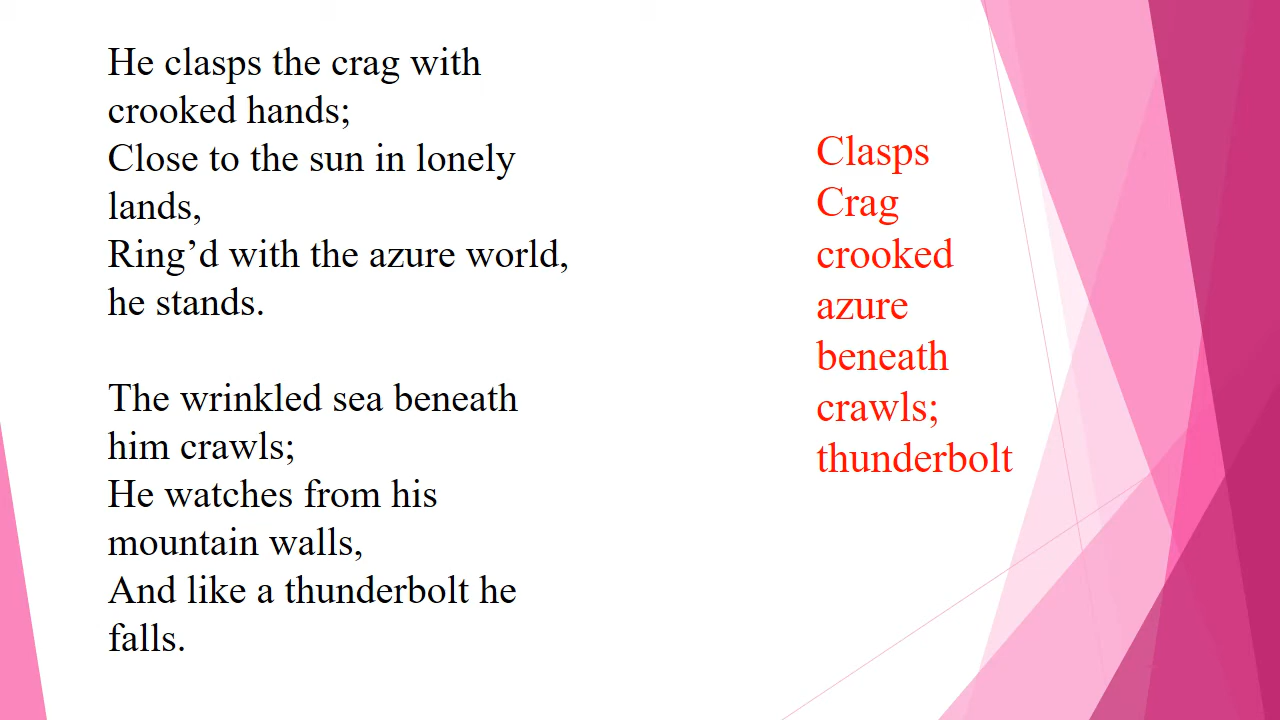 He clasps the crag with
crooked hands;
Close to the sun in lonely
lands,
Ring’d with the azure world,
he stands.

The wrinkled sea beneath
him crawls;
He watches from his
mountain walls,
And like a thunderbolt he
falls.

Clasps
Crag
crooked
azure
beneath
crawls;
thunderbolt